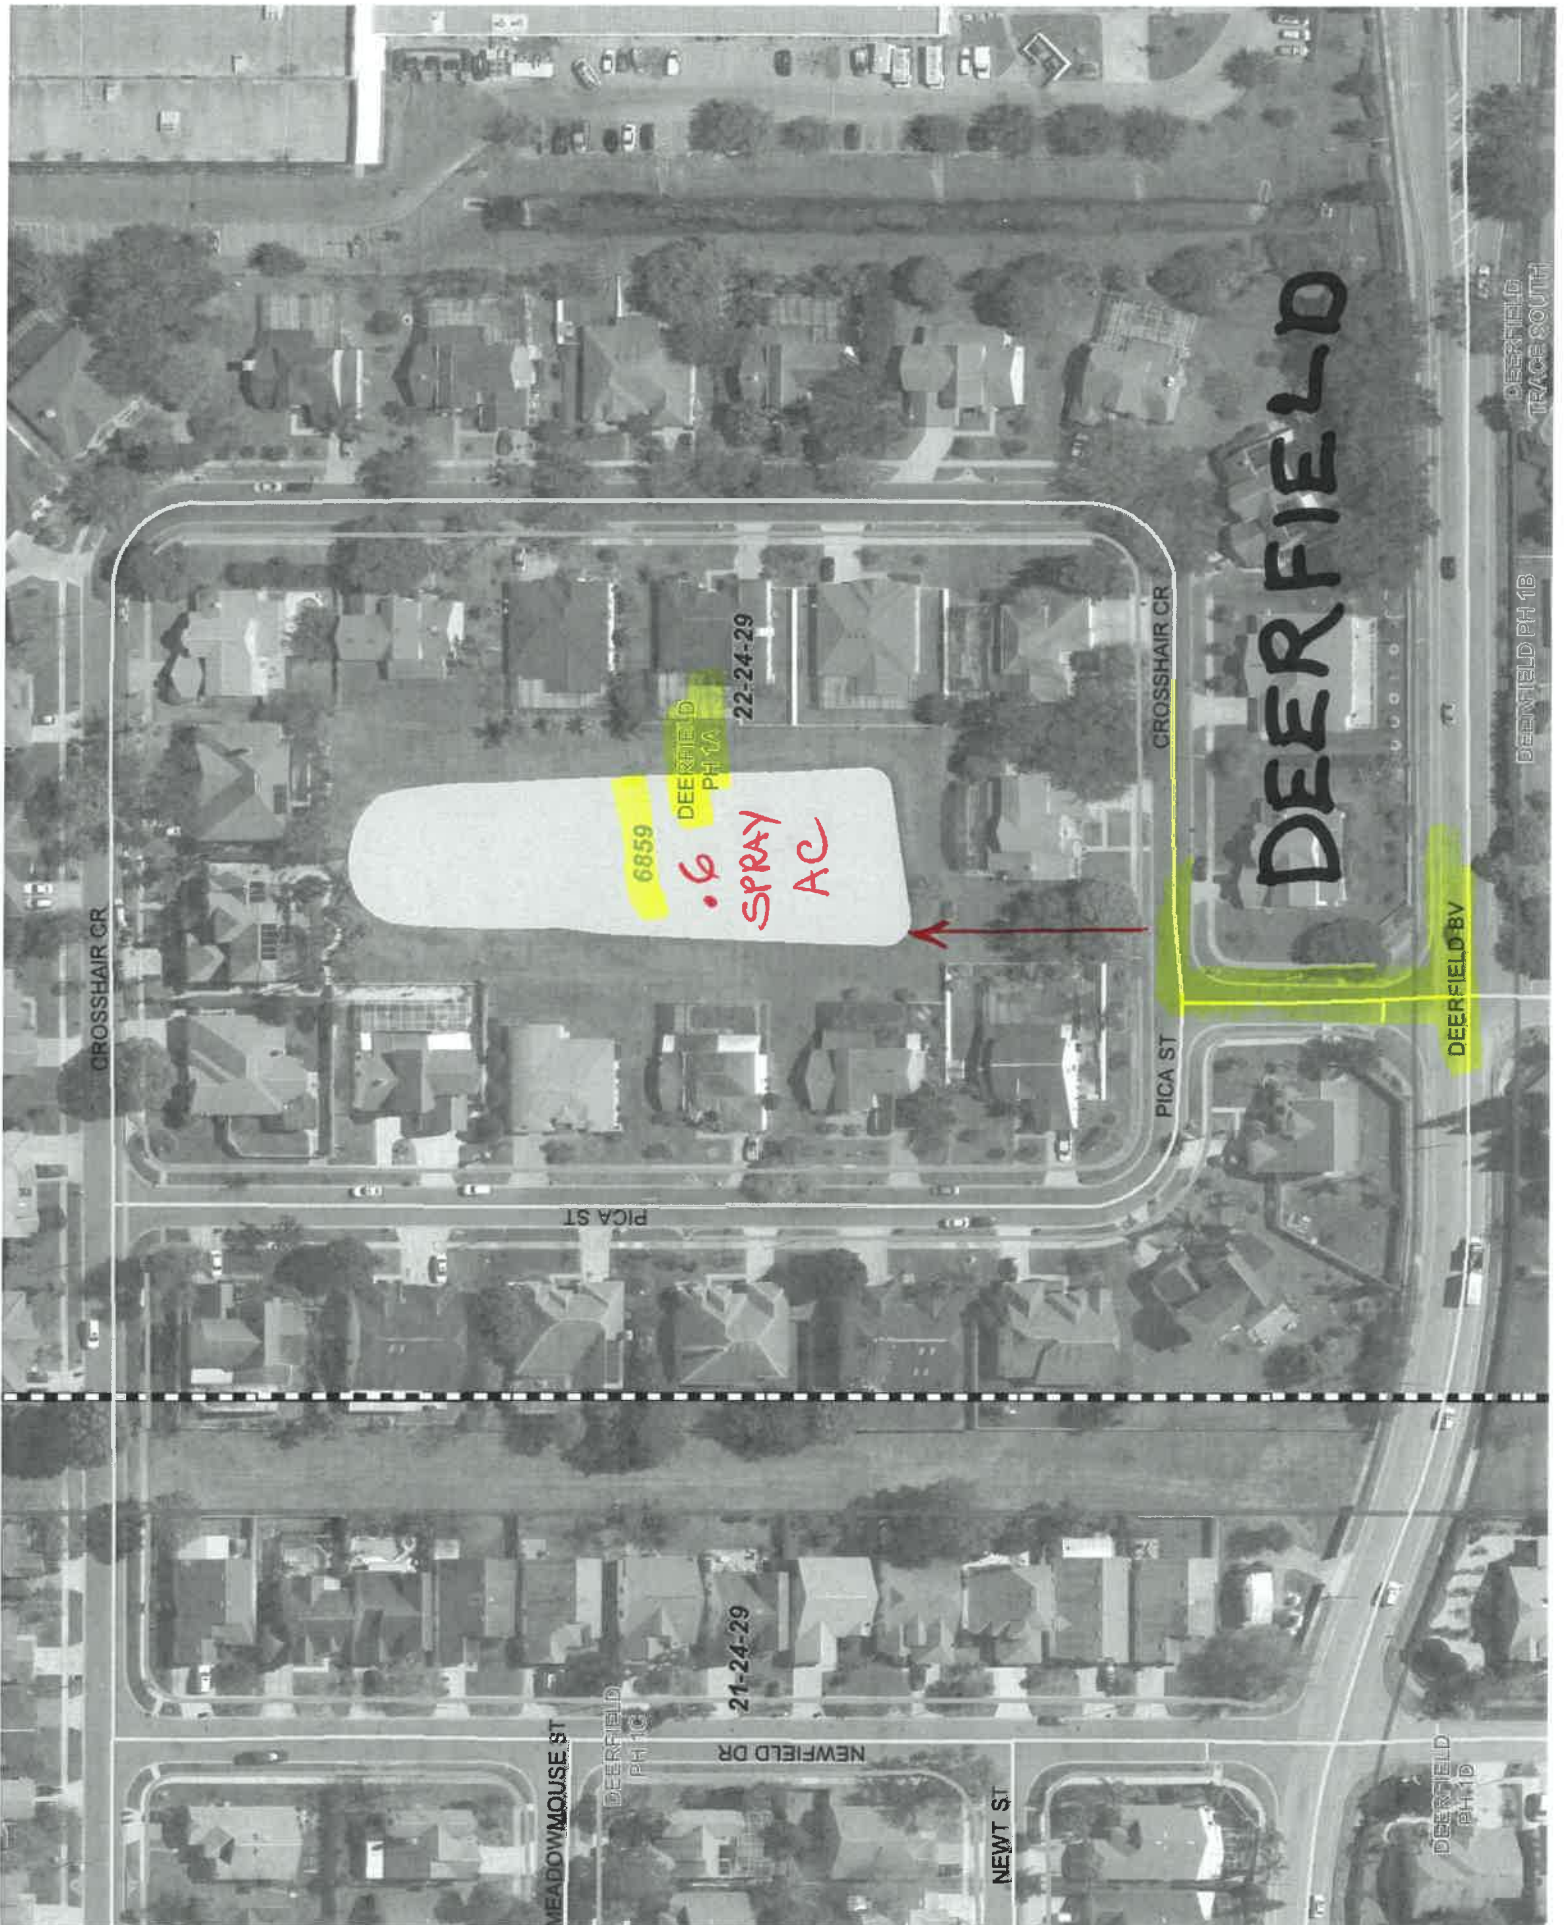 DEERFIELD
DEERFIELD
TRACE SOUTH
DEERFIELD PH 1B
CROSSHAIR CR
22-24-29
DEERFIELD
PH 1A
6859
.6
SPRAY
AC
CROSSHAIR CR
DEERFIELD BV
PICA ST
PICA ST
21-24-29
DEERFIELD
PH 1C
MEADOWMOUSE ST
NEWFIELD DR
NEWT ST
DEERFIELD
PH 1D